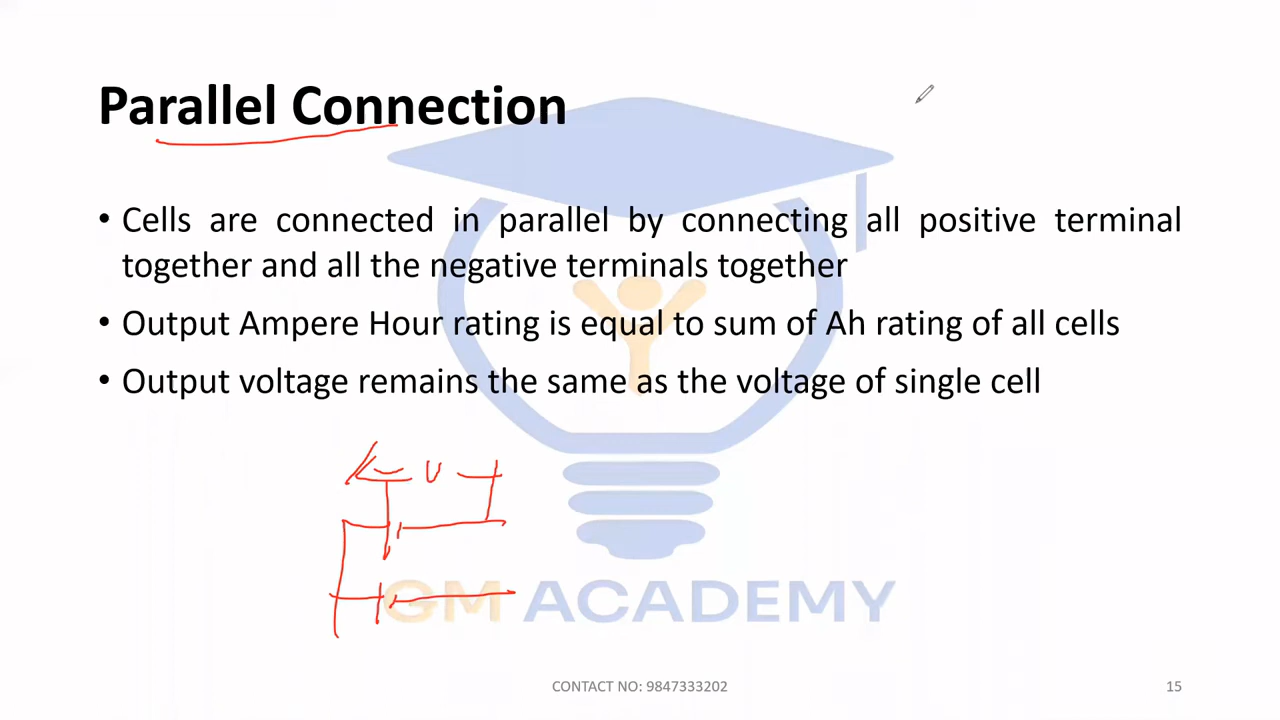 Parallel Connection
• Cells are connected in parallel by connecting all positive terminal
together and all the negative terminals together
• Output Ampere Hour rating is equal to sum of Ah rating of all cells
• Output voltage remains the same as the voltage of single cell
V
GM ACADEMY
CONTACT NO: 9847333202
15